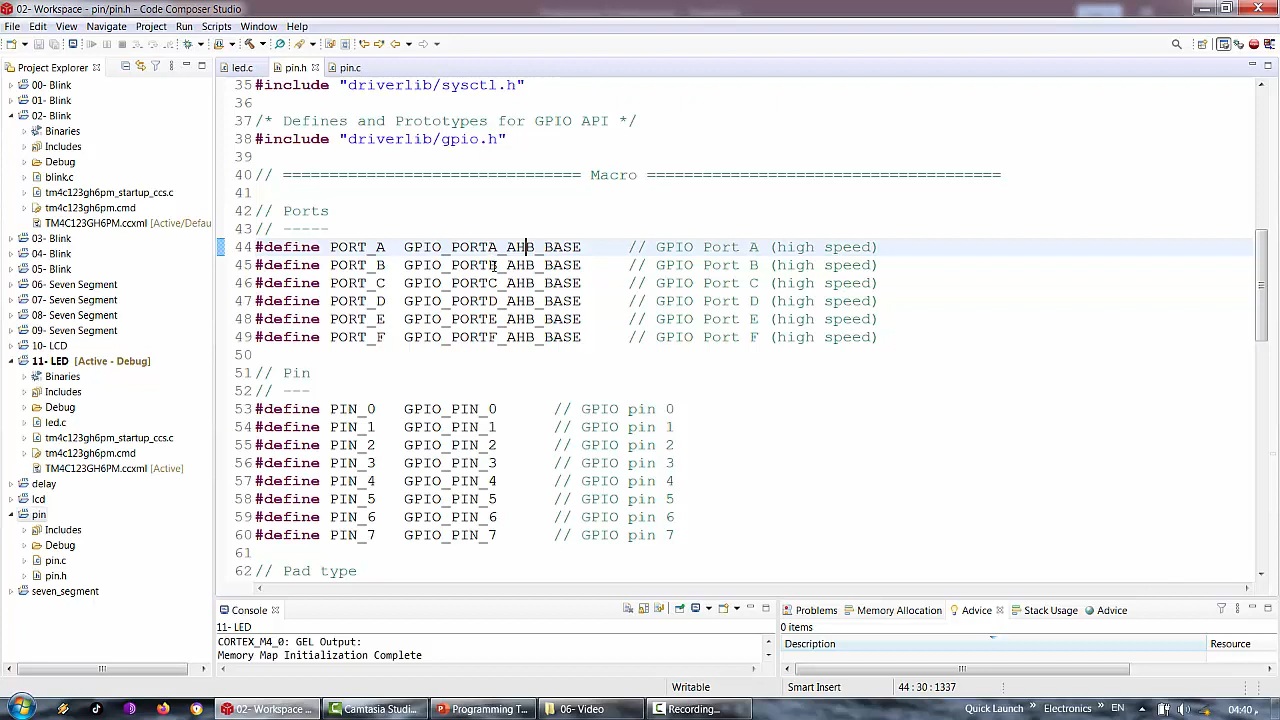 02- Workspace - pin/pin.h - Code Composer Studio
File Edit View Navigate Project Run Scripts Window Help
Project Explorer
00- Blink
01- Blink
02- Blink
Binaries
Includes
Debug
blink.c
tm4c123gh6pm_startup_ccs.c
tm4c123gh6pm.cmd
TM4C123GH6PM.ccxml [Active/Defau
03- Blink
04- Blink
05- Blink
06- Seven Segment
07- Seven Segment
08- Seven Segment
09- Seven Segment
10- LCD
11- LED [Active - Debug]
Binaries
Includes
Debug
led.c
tm4c123gh6pm_startup_ccs.c
tm4c123gh6pm.cmd
TM4C123GH6PM.ccxml [Active]
delay
lcd
pin
Includes
Debug
pin.c
pin.h
seven_segment
led.c pin.h pin.c
35 #include "driverlib/sysctl.h"
36
37 /* Defines and Prototypes for GPIO API */
38 #include "driverlib/gpio.h"
39
40 // ================================ Macro ======================================
41
42 // Ports
43 // -----
44 #define PORT_A GPIO_PORTA_AHB_BASE // GPIO Port A (high speed)
45 #define PORT_B GPIO_PORTB_AHB_BASE // GPIO Port B (high speed)
46 #define PORT_C GPIO_PORTC_AHB_BASE // GPIO Port C (high speed)
47 #define PORT_D GPIO_PORTD_AHB_BASE // GPIO Port D (high speed)
48 #define PORT_E GPIO_PORTE_AHB_BASE // GPIO Port E (high speed)
49 #define PORT_F GPIO_PORTF_AHB_BASE // GPIO Port F (high speed)
50
51 // Pin
52 // ---
53 #define PIN_0 GPIO_PIN_0 // GPIO pin 0
54 #define PIN_1 GPIO_PIN_1 // GPIO pin 1
55 #define PIN_2 GPIO_PIN_2 // GPIO pin 2
56 #define PIN_3 GPIO_PIN_3 // GPIO pin 3
57 #define PIN_4 GPIO_PIN_4 // GPIO pin 4
58 #define PIN_5 GPIO_PIN_5 // GPIO pin 5
59 #define PIN_6 GPIO_PIN_6 // GPIO pin 6
60 #define PIN_7 GPIO_PIN_7 // GPIO pin 7
61
62 // Pad type
Console
11- LED
CORTEX_M4_0: GEL Output:
Memory Map Initialization Complete
Problems Memory Allocation Advice Stack Usage Advice
0 items
Description Resource
Writable Smart Insert 44 : 30 : 1337
02- Workspace ... Camtasia Studi... Programming T... 06- Video Recording... Quick Launch Electronics EN 04:40